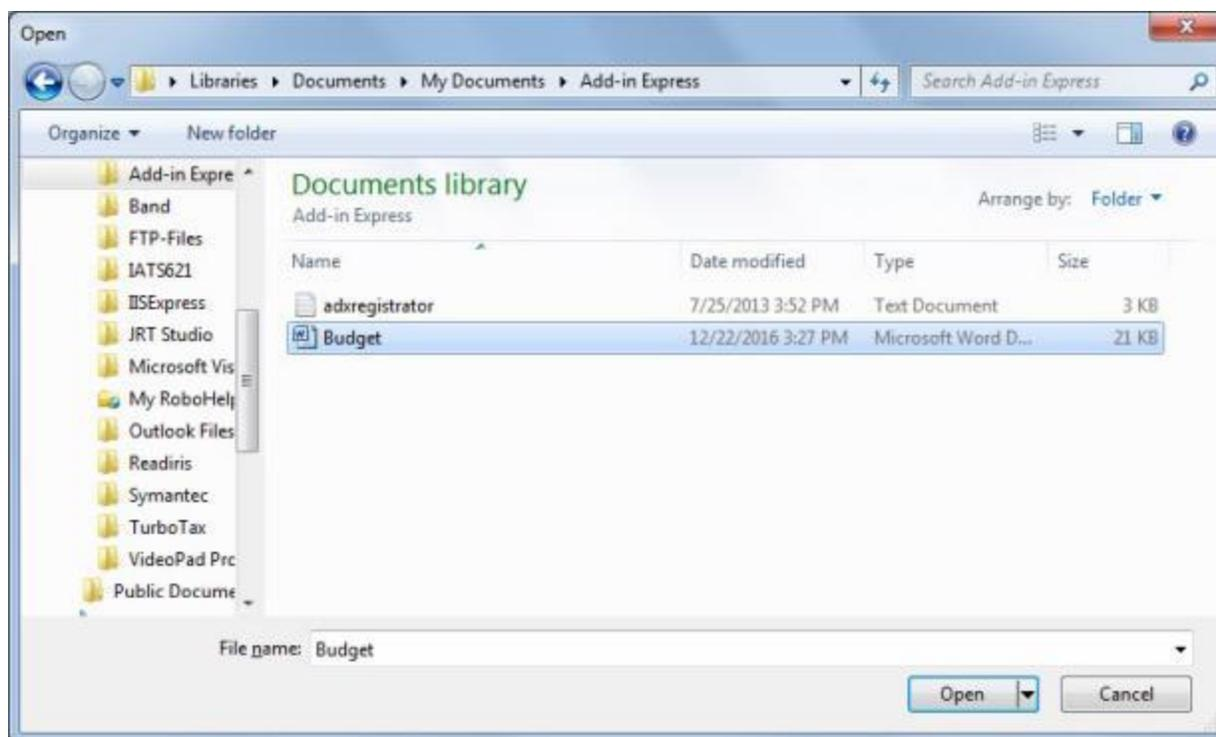 Open
Libraries Documents My Documents Add-in Express Search Add-in Express
Organize New folder
Add-in Expre
Band
FTP-Files
IATS621
IISExpress
JRT Studio
Microsoft Vis
My RoboHelp
Outlook Files
Readiris
Symantec
TurboTax
VideoPad Prc
Public Docume
Documents library
Add-in Express
Arrange by: Folder
Name Date modified Type Size
adxregistrator 7/25/2013 3:52 PM Text Document 3 KB
Budget 12/22/2016 3:27 PM Microsoft Word D... 21 KB
File name: Budget
Open Cancel